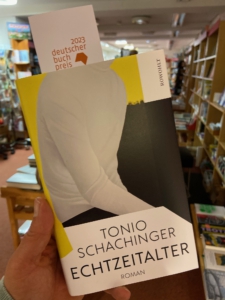 2023
deutscher
buch
preis
ROWOHLT
TONIO
SCHACHINGER
ECHTZEITALTER
ROMAN